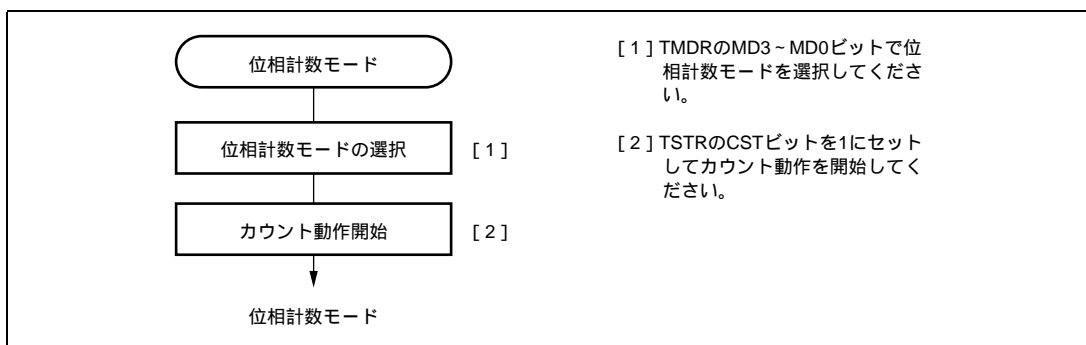 位相計数モード
位相計数モードの選択 [1]
カウント動作開始 [2]
位相計数モード
[1] TMDRのMD3~MD0ビットで位
相計数モードを選択してくださ
い。
[2] TSTRのCSTビットを1にセット
してカウント動作を開始してく
ださい。